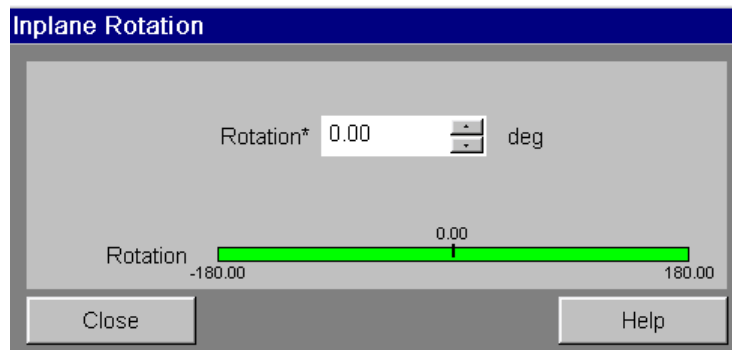 Inplane Rotation
Rotation* 0.00 deg
0.00
Rotation
-180.00 180.00
Close Help